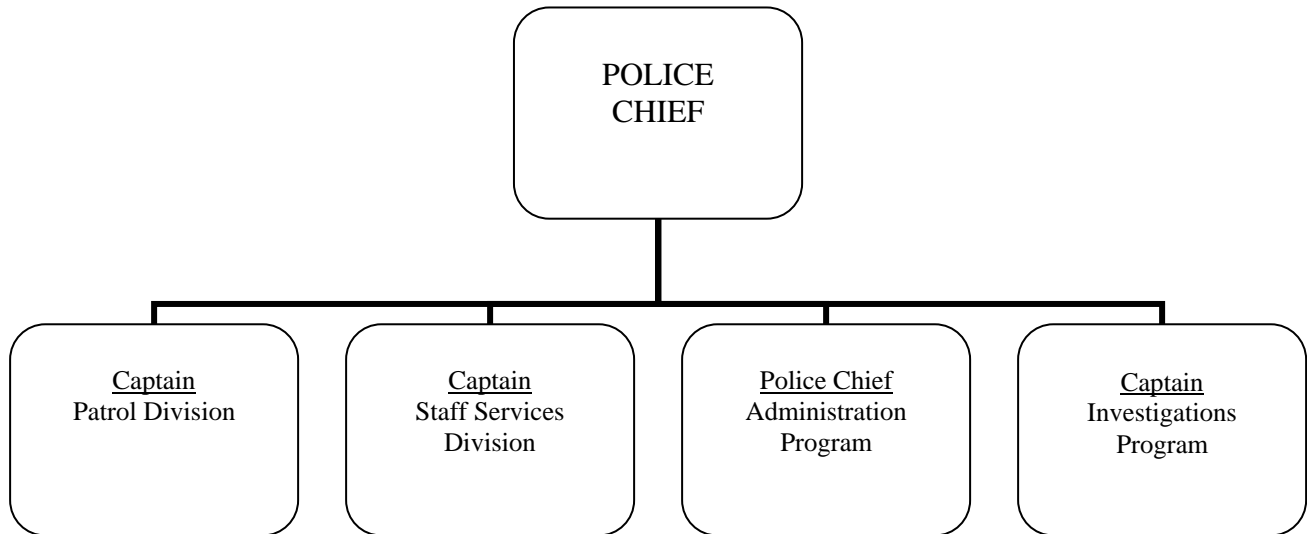 POLICE
CHIEF
Captain
Patrol Division
Captain
Staff Services
Division
Police Chief
Administration
Program
Captain
Investigations
Program